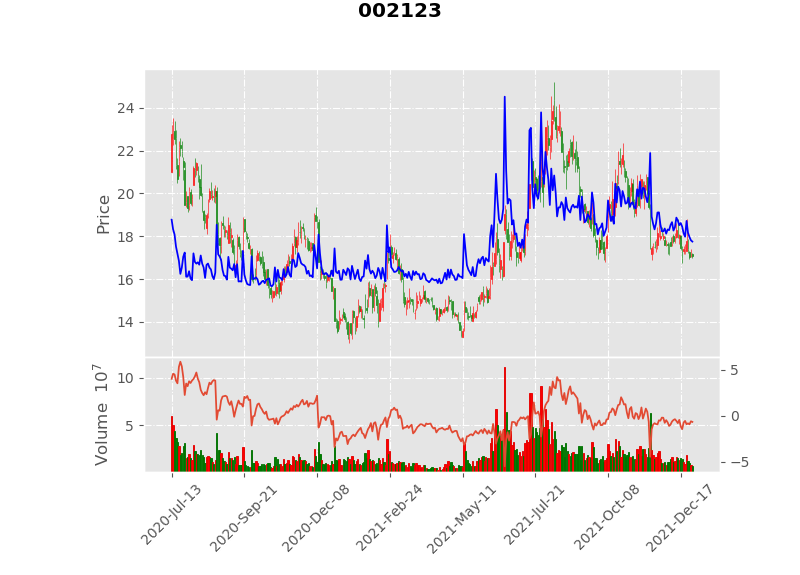 002123
Price
24
22
20
18
16
14
Volume 10^7
10
5
5
0
−5
2020-Jul-13
2020-Sep-21
2020-Dec-08
2021-Feb-24
2021-May-11
2021-Jul-21
2021-Oct-08
2021-Dec-17